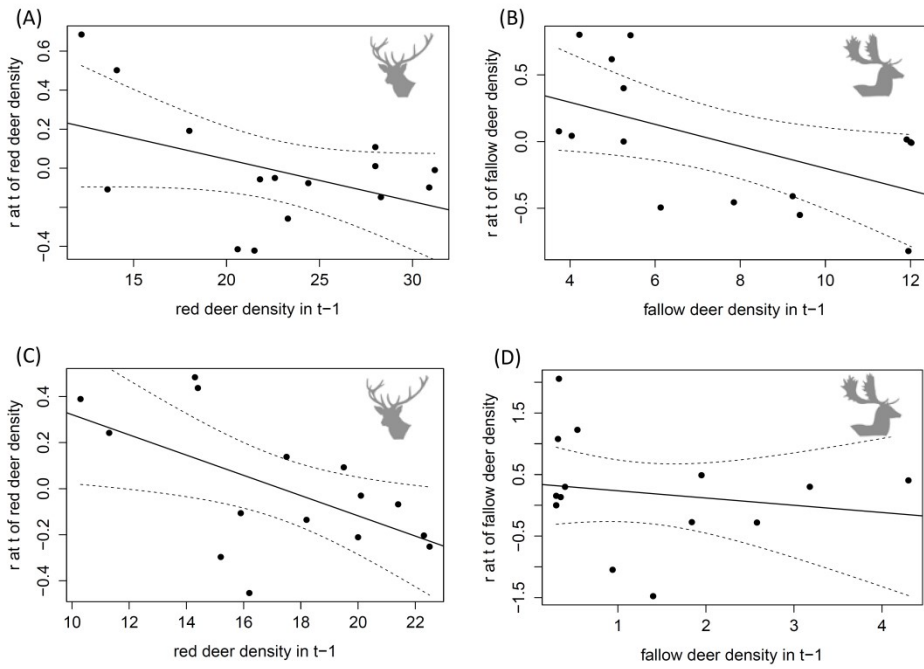 (A)
r at t of red deer density
0.6
0.4
0.2
0.0
−0.4
15 20 25 30
red deer density in t−1
(B)
r at t of fallow deer density
0.5
0.0
−0.5
4 6 8 10 12
fallow deer density in t−1
(C)
r at t of red deer density
0.4
0.2
0.0
−0.2
−0.4
10 12 14 16 18 20 22
red deer density in t−1
(D)
r at t of fallow deer density
1.5
0.5
−0.5
−1.5
1 2 3 4
fallow deer density in t−1